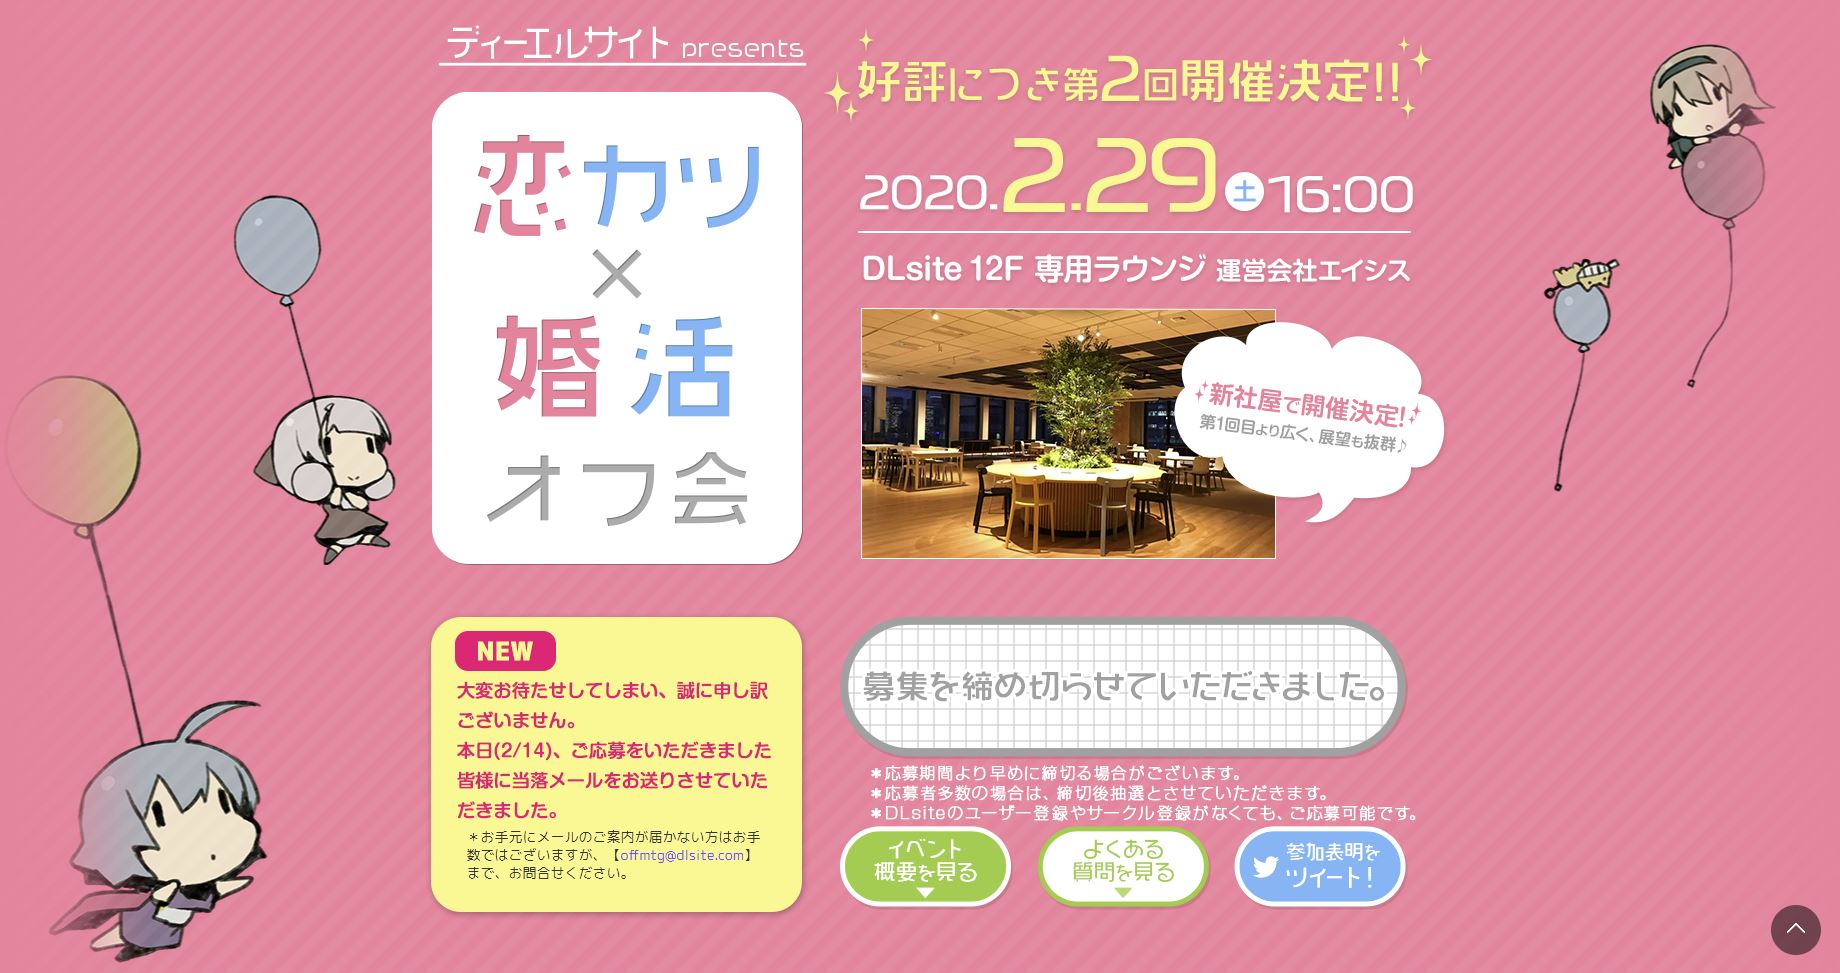 ディーエルサイト presents
恋カツ
×
婚活
オフ会
好評につき第2回開催決定!!
2020.2.29土16:00
DLsite 12F 専用ラウンジ 運営会社エイシス
新社屋で開催決定!
第1回目より広く、展望も抜群♪
NEW
大変お待たせしてしまい、誠に申し訳
ございません。
本日(2/14)、ご応募をいただきました
皆様に当落メールをお送りさせていた
だきました。
＊お手元にメールのご案内が届かない方はお手
数ではございますが、【offmtg@dlsite.com】
まで、お問合せください。
募集を締め切らせていただきました。
＊応募期間より早めに締切る場合がございます。
＊応募者多数の場合は、締切後抽選とさせていただきます。
＊DLsiteのユーザー登録やサークル登録がなくても、ご応募可能です。
イベント
概要を見る
よくある
質問を見る
参加表明を
ツイート!